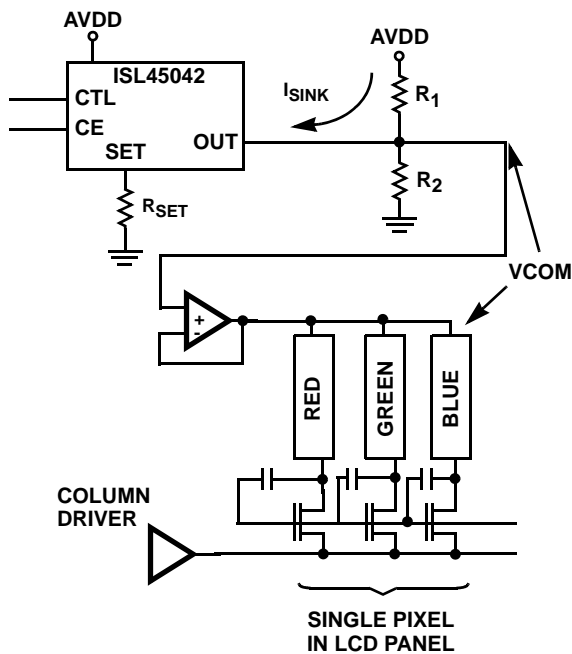 AVDD
ISL45042
CTL
CE
SET
OUT
RSET
ISINK
AVDD
R1
R2
VCOM
+
-
RED
GREEN
BLUE
COLUMN
DRIVER
SINGLE PIXEL
IN LCD PANEL